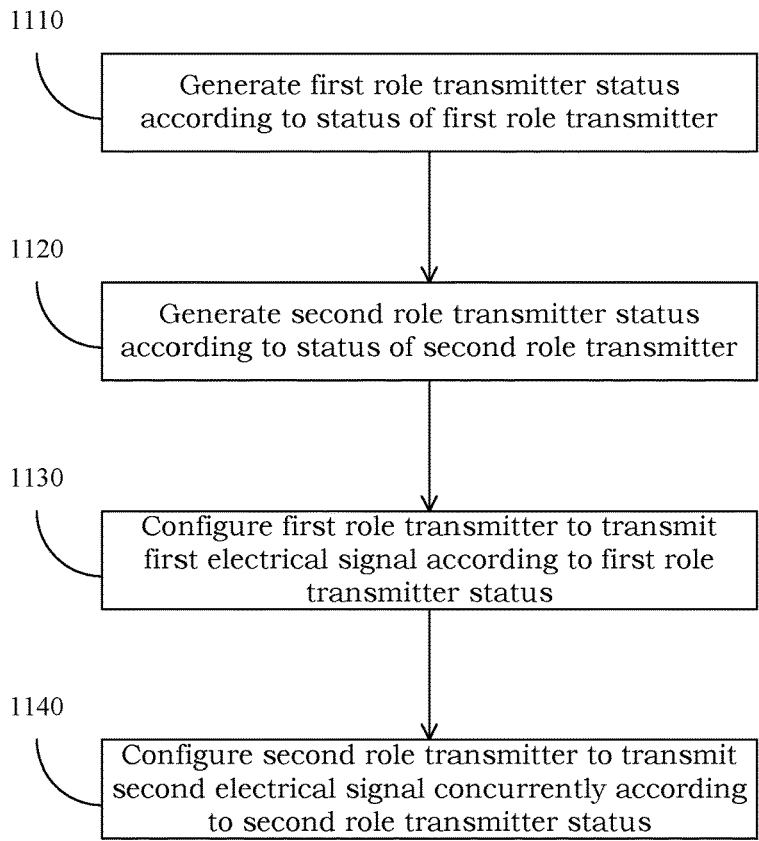 1110
Generate first role transmitter status
according to status of first role transmitter
1120
Generate second role transmitter status
according to status of second role transmitter
1130
Configure first role transmitter to transmit
first electrical signal according to first role
transmitter status
1140
Configure second role transmitter to transmit
second electrical signal concurrently according
to second role transmitter status